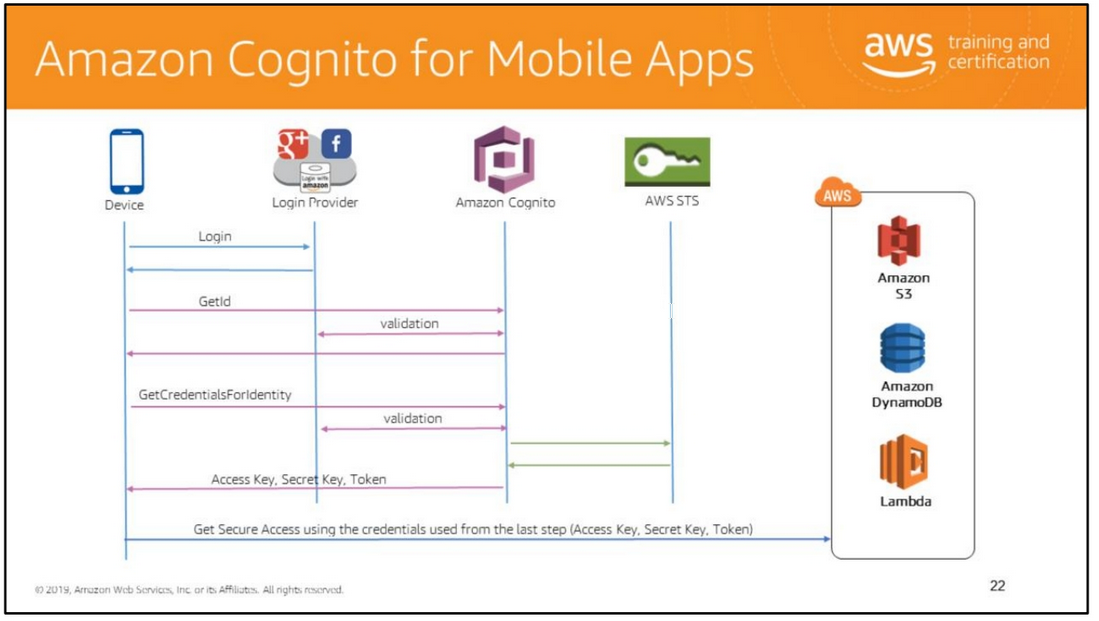 Amazon Cognito for Mobile Apps
aws training and
certification
g+
f
Login with
amazon
Device
Login Provider
Amazon Cognito
AWS STS
AWS
Login
GetId
validation
GetCredentialsForIdentity
validation
Access Key, Secret Key, Token
Get Secure Access using the credentials used from the last step (Access Key, Secret Key, Token)
Amazon
S3
Amazon
DynamoDB
Lambda
© 2019, Amazon Web Services, Inc. or its Affiliates. All rights reserved.
22